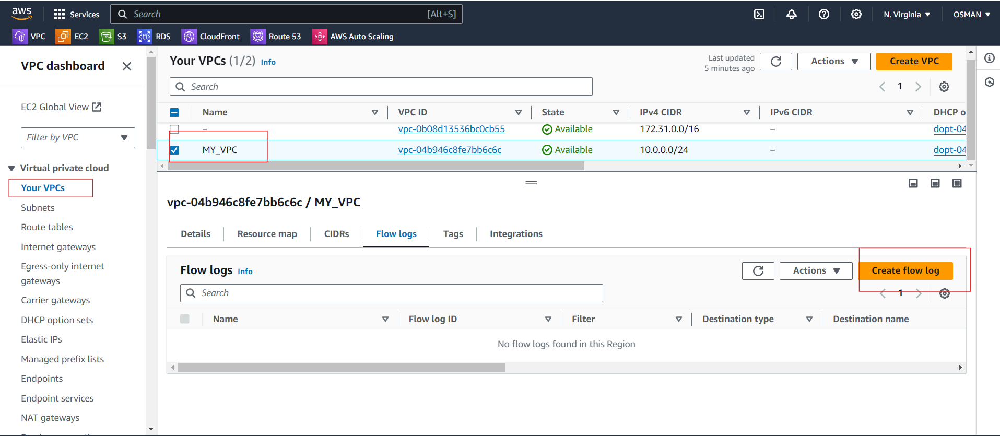 aws Services Search [Alt+S] N. Virginia OSMAN
VPC EC2 S3 RDS CloudFront Route 53 AWS Auto Scaling
VPC dashboard
EC2 Global View
Filter by VPC
Virtual private cloud
Your VPCs
Subnets
Route tables
Internet gateways
Egress-only internet
gateways
Carrier gateways
DHCP option sets
Elastic IPs
Managed prefix lists
Endpoints
Endpoint services
NAT gateways
Your VPCs (1/2) Info
Last updated
5 minutes ago
Actions
Create VPC
Search
1
Name VPC ID State IPv4 CIDR IPv6 CIDR DHCP o
– vpc-0b08d13536bc0cb55 Available 172.31.0.0/16 – dopt-04
MY_VPC vpc-04b946c8fe7bb6c6c Available 10.0.0.0/24 – dopt-04
vpc-04b946c8fe7bb6c6c / MY_VPC
Details Resource map CIDRs Flow logs Tags Integrations
Flow logs Info
Actions
Create flow log
Search
1
Name Flow log ID Filter Destination type Destination name
No flow logs found in this Region